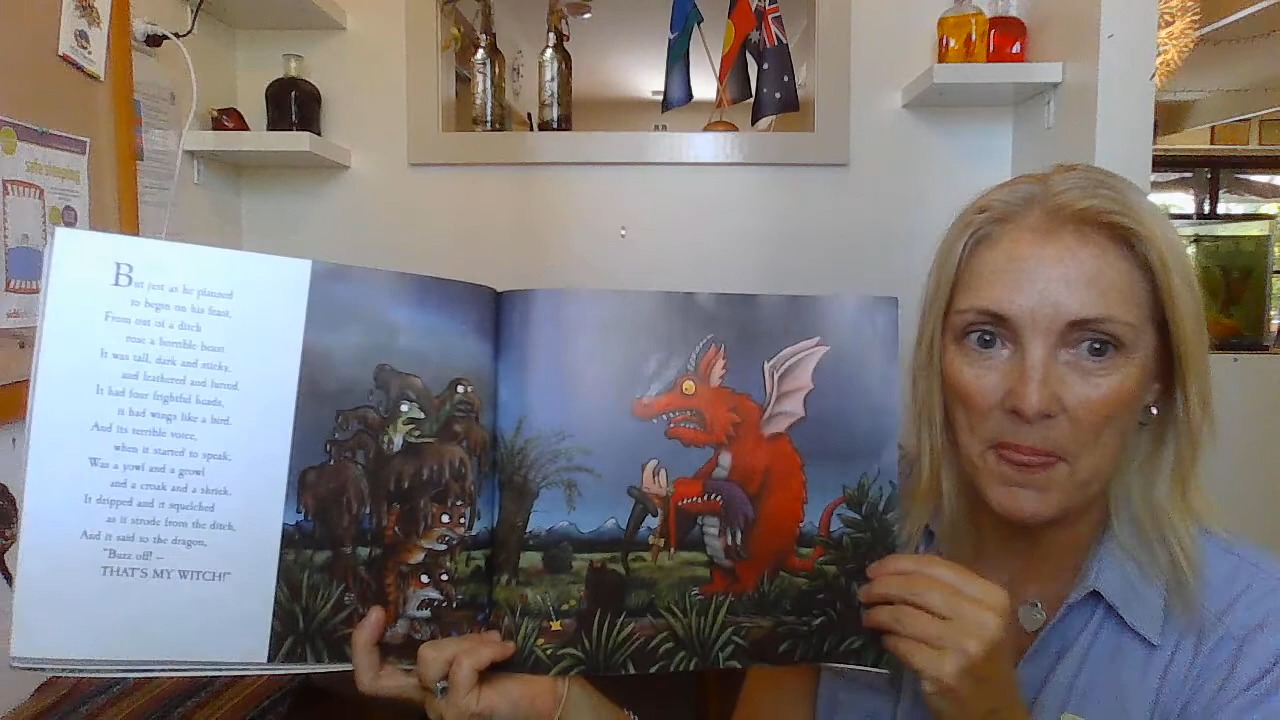 But just as he planned
to begin on his feast,
From out of a ditch
rose a horrible beast.
It was tall, dark and sticky,
and feathered and furred.
It had four frightful heads,
it had wings like a bird.
And its terrible voice,
when it started to speak,
Was a yowl and a growl
and a croak and a shriek.
It dripped and it squelched
as it strode from the ditch,
And it said to the dragon,
"Buzz off! –
THAT'S MY WITCH!"